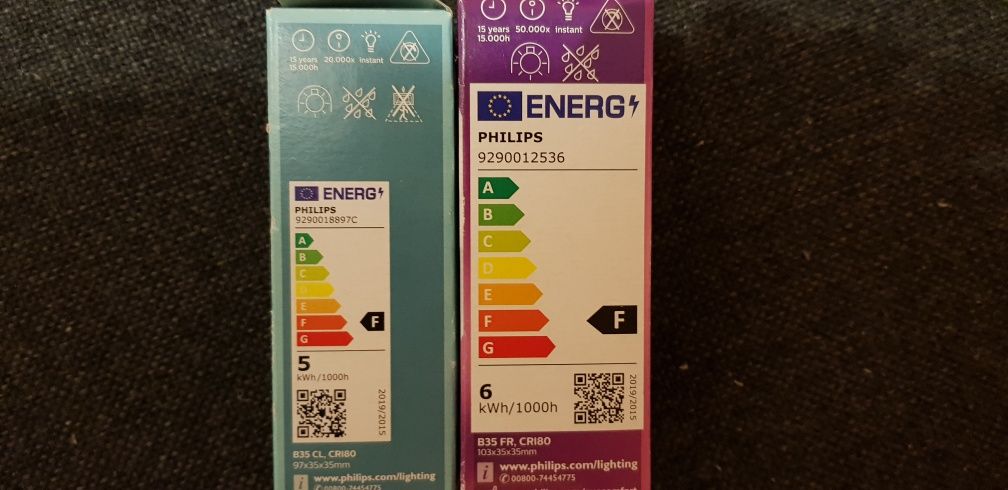 15 years
15.000h
20.000x
instant
ENERG
PHILIPS
9290018897C
A
B
C
D
E
F
G
F
5
kWh/1000h
2019/2015
B35 CL, CRI80
97x35x35mm
i
www.philips.com/lighting
00800-74454775
15 years
15.000h
50.000x
instant
ENERG
PHILIPS
9290012536
A
B
C
D
E
F
G
F
6
kWh/1000h
2019/2015
B35 FR, CRI80
103x35x35mm
i
www.philips.com/lighting
00800-74454775